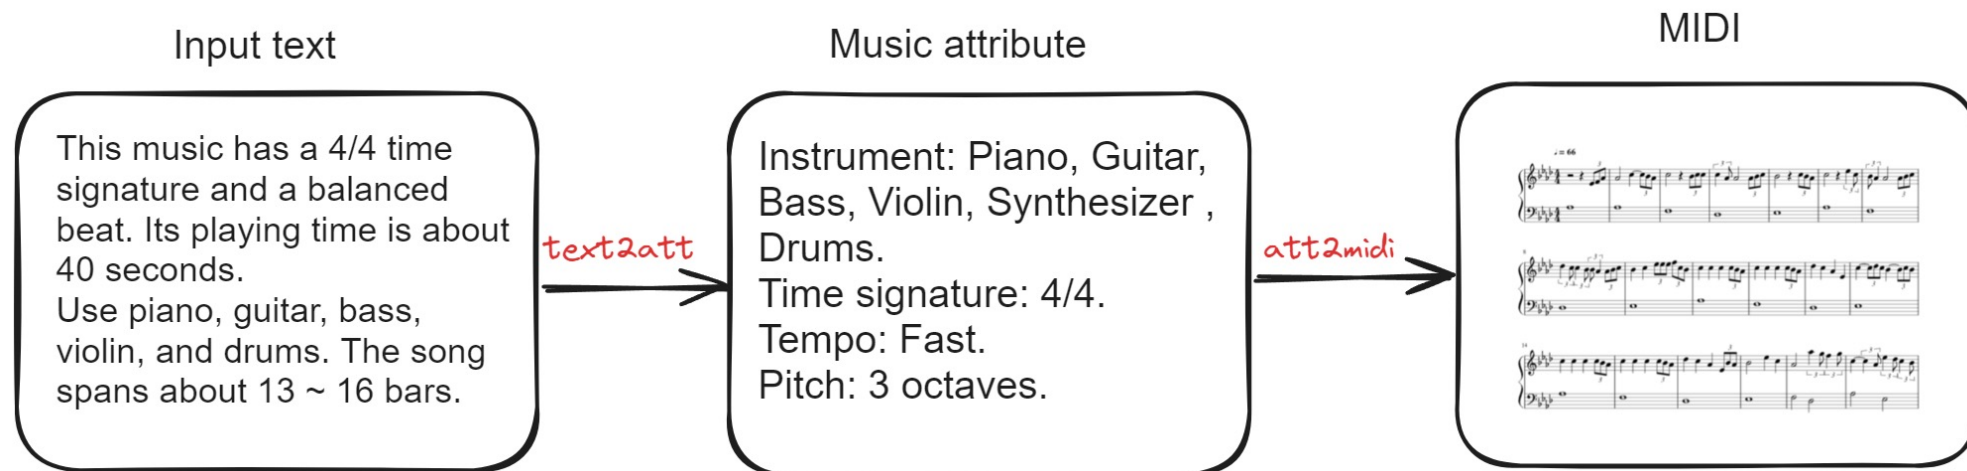 Input text
This music has a 4/4 time
signature and a balanced
beat. Its playing time is about
40 seconds.
Use piano, guitar, bass,
violin, and drums. The song
spans about 13 ~ 16 bars.
text2att
Music attribute
Instrument: Piano, Guitar,
Bass, Violin, Synthesizer ,
Drums.
Time signature: 4/4.
Tempo: Fast.
Pitch: 3 octaves.
att2midi
MIDI
♩ = 66